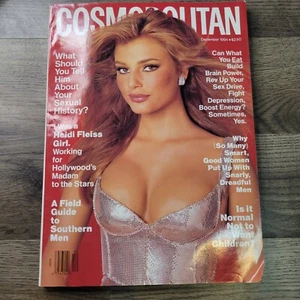 COSMOPOLITAN
December 1994 • $2.95
What
Should
You Tell
Him
About
Your
Sexual
History?
I Was a
Heidi Fleiss
Girl.
Working
for
Hollywood's
Madam
to the Stars
A Field
Guide to
Southern
Men
Can What
You Eat
Build
Brain Power,
Rev Up Your
Sex Drive,
Fight
Depression,
Boost Energy?
Sometimes,
Yes.
Why
(So Many)
Smart,
Good Women
Put Up With
Snarly,
Dreadful
Men
Is it
Normal
Not to
Want
Children?